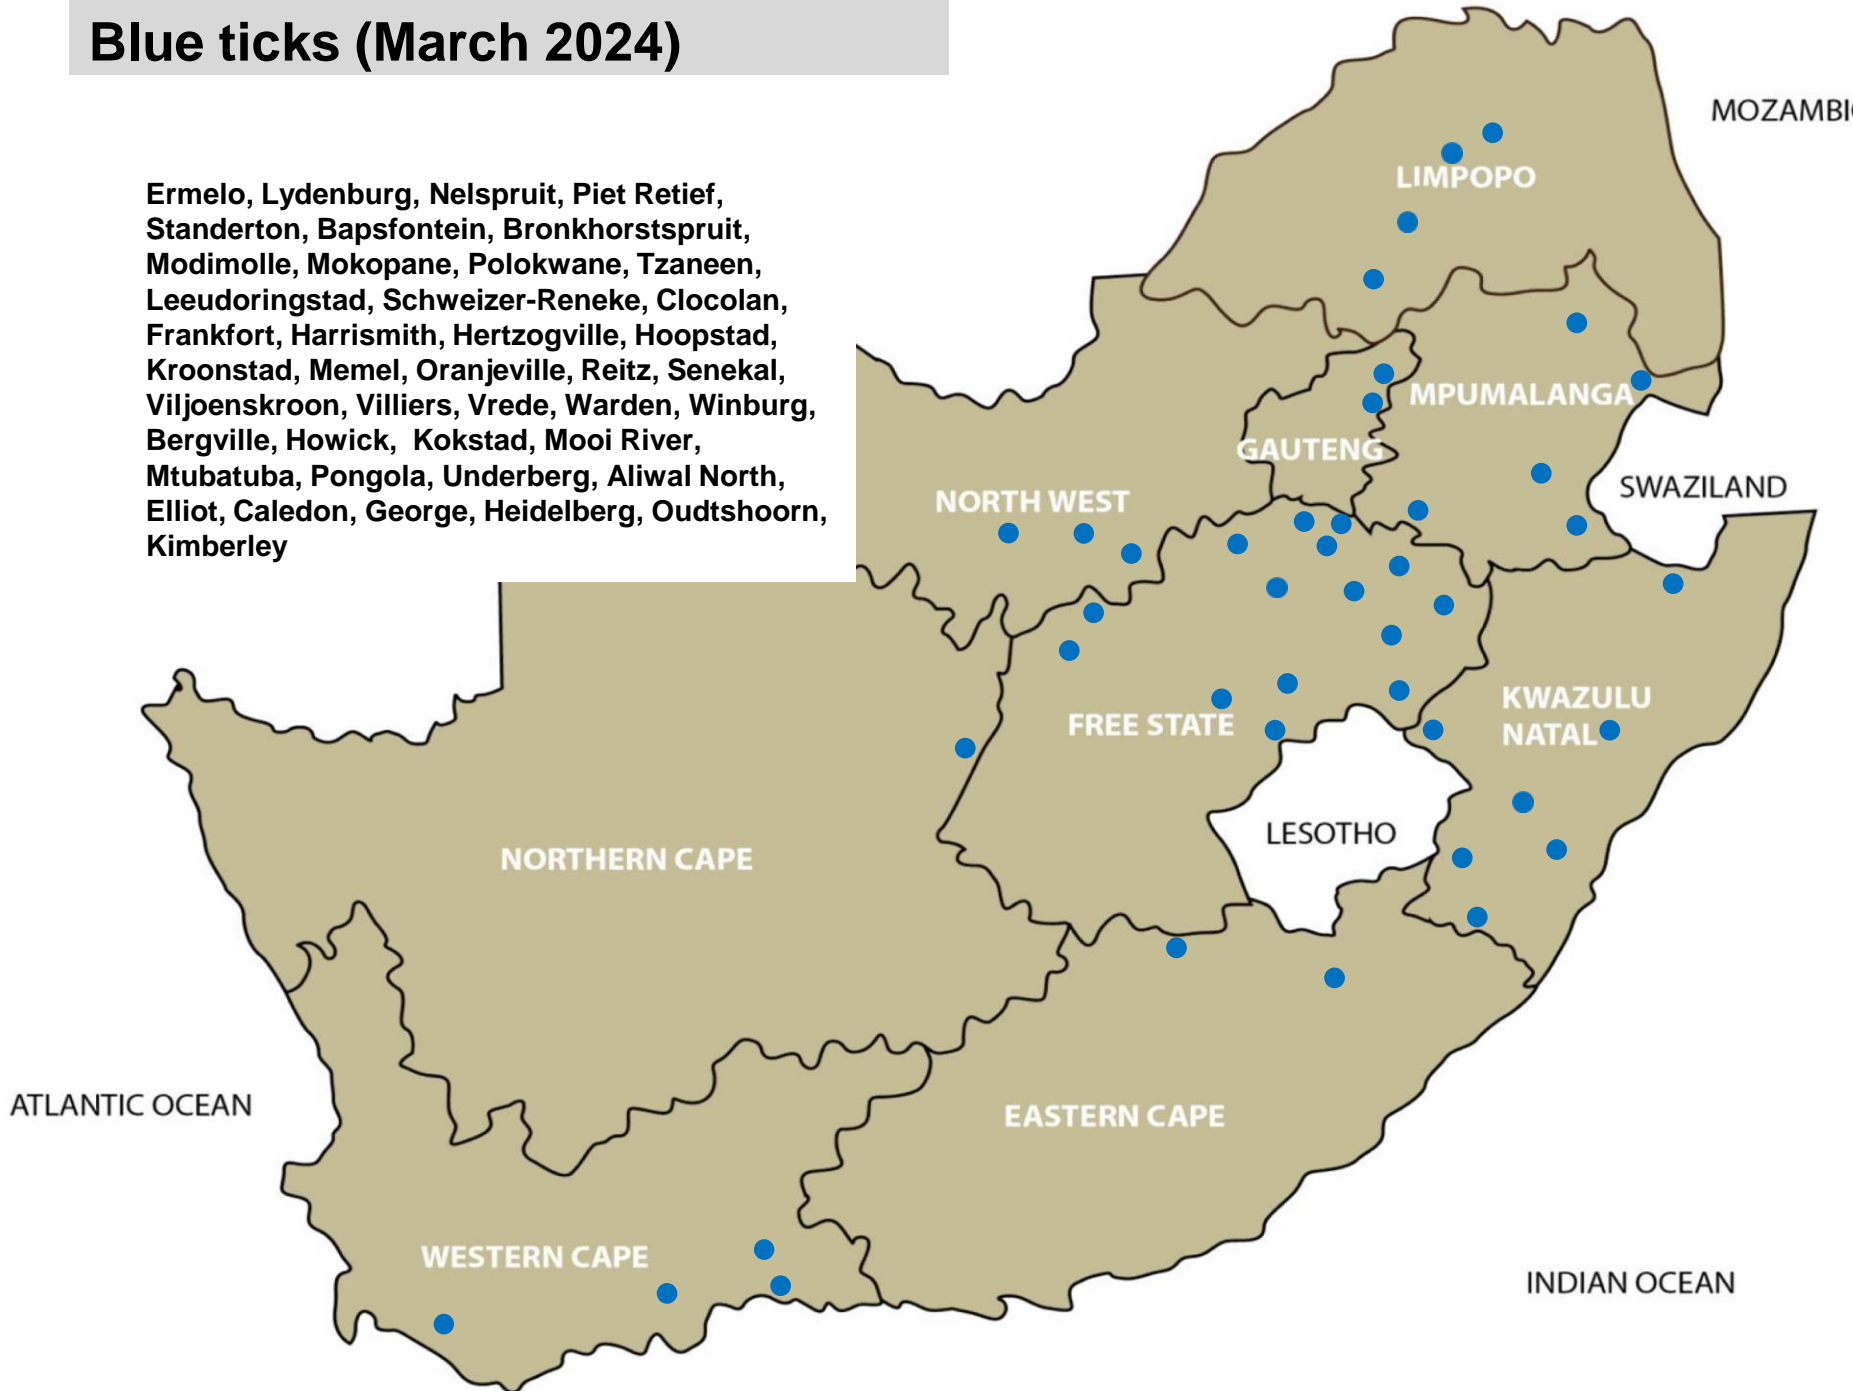 Blue ticks (March 2024)
Ermelo, Lydenburg, Nelspruit, Piet Retief,
Standerton, Bapsfontein, Bronkhorstspruit,
Modimolle, Mokopane, Polokwane, Tzaneen,
Leeudoringstad, Schweizer-Reneke, Clocolan,
Frankfort, Harrismith, Hertzogville, Hoopstad,
Kroonstad, Memel, Oranjeville, Reitz, Senekal,
Viljoenskroon, Villiers, Vrede, Warden, Winburg,
Bergville, Howick, Kokstad, Mooi River,
Mtubatuba, Pongola, Underberg, Aliwal North,
Elliot, Caledon, George, Heidelberg, Oudtshoorn,
Kimberley
MOZAMBI
LIMPOPO
MPUMALANGA
GAUTENG
SWAZILAND
NORTH WEST
KWAZULU
NATAL
FREE STATE
LESOTHO
NORTHERN CAPE
ATLANTIC OCEAN
EASTERN CAPE
WESTERN CAPE
INDIAN OCEAN